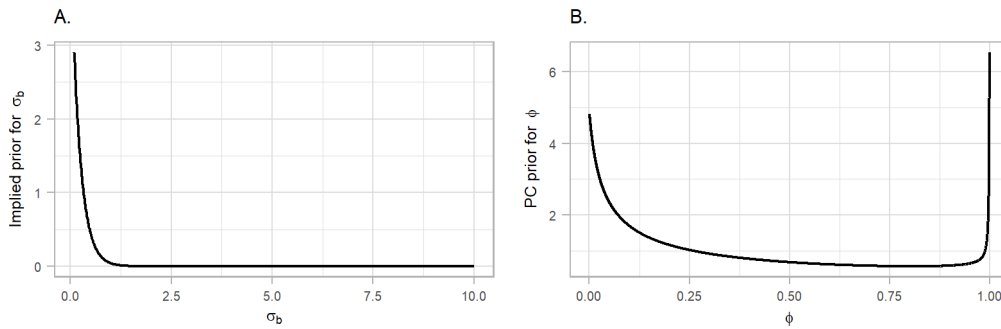 A.
Implied prior for σb
3
2
1
0
0.0 2.5 5.0 7.5 10.0
σb
B.
PC prior for ϕ
6
4
2
0.00 0.25 0.50 0.75 1.00
ϕ